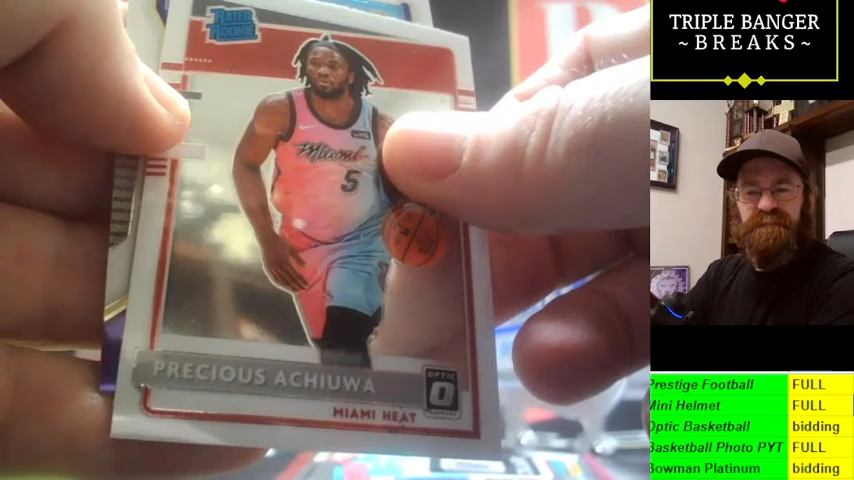 RATED
ROOKIE
Miami
5
PRECIOUS ACHIUWA
OPTIC
MIAMI HEAT
TRIPLE BANGER
~ B R E A K S ~
Prestige Football FULL
Mini Helmet FULL
Optic Basketball bidding
Basketball Photo PYT FULL
Bowman Platinum bidding